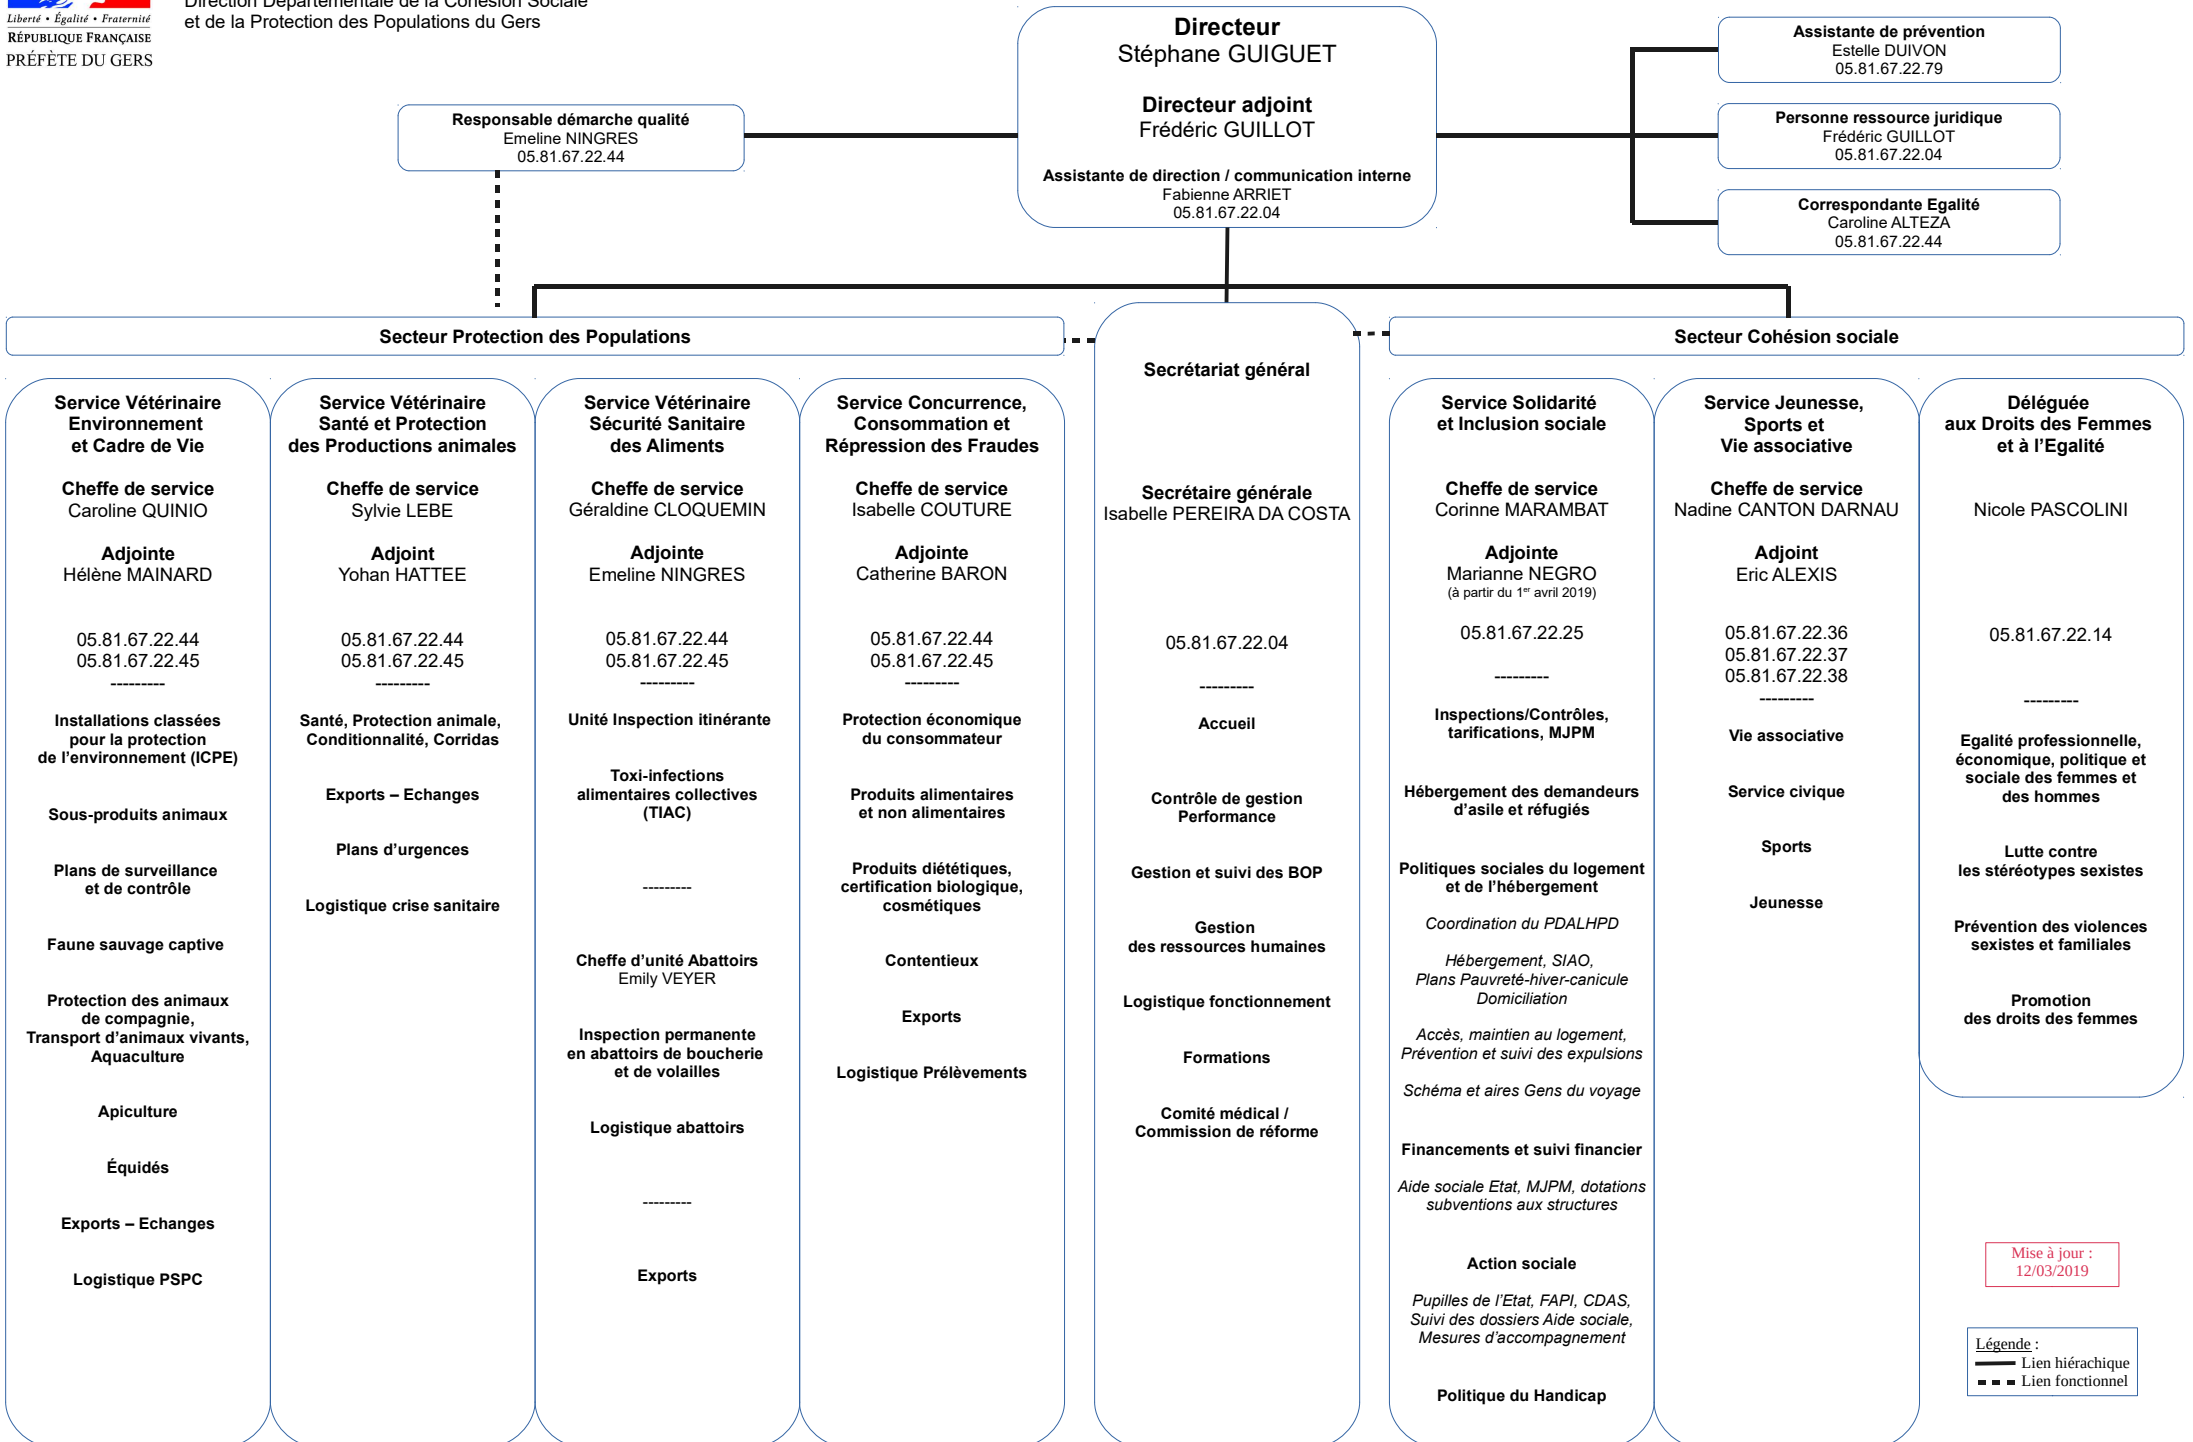 Direction Départementale de la Cohésion Sociale
et de la Protection des Populations du Gers
Liberté • Égalité • Fraternité
RÉPUBLIQUE FRANÇAISE
PRÉFÈTE DU GERS
Directeur
Stéphane GUIGUET
Directeur adjoint
Frédéric GUILLOT
Assistante de direction / communication interne
Fabienne ARRIET
05.81.67.22.04
Responsable démarche qualité
Emeline NINGRES
05.81.67.22.44
Assistante de prévention
Estelle DUIVON
05.81.67.22.79
Personne ressource juridique
Frédéric GUILLOT
05.81.67.22.04
Correspondante Egalité
Caroline ALTEZA
05.81.67.22.44
Secteur Protection des Populations
Secteur Cohésion sociale
Service Vétérinaire
Environnement
et Cadre de Vie
Cheffe de service
Caroline QUINIO
Adjointe
Hélène MAINARD
05.81.67.22.44
05.81.67.22.45
---------
Installations classées
pour la protection
de l'environnement (ICPE)
Sous-produits animaux
Plans de surveillance
et de contrôle
Faune sauvage captive
Protection des animaux
de compagnie,
Transport d'animaux vivants,
Aquaculture
Apiculture
Équidés
Exports – Echanges
Logistique PSPC
Service Vétérinaire
Santé et Protection
des Productions animales
Cheffe de service
Sylvie LEBE
Adjoint
Yohan HATTEE
05.81.67.22.44
05.81.67.22.45
---------
Santé, Protection animale,
Conditionnalité, Corridas
Exports – Echanges
Plans d'urgences
Logistique crise sanitaire
Service Vétérinaire
Sécurité Sanitaire
des Aliments
Cheffe de service
Géraldine CLOQUEMIN
Adjointe
Emeline NINGRES
05.81.67.22.44
05.81.67.22.45
---------
Unité Inspection itinérante
Toxi-infections
alimentaires collectives
(TIAC)
---------
Cheffe d'unité Abattoirs
Emily VEYER
Inspection permanente
en abattoirs de boucherie
et de volailles
Logistique abattoirs
---------
Exports
Service Concurrence,
Consommation et
Répression des Fraudes
Cheffe de service
Isabelle COUTURE
Adjointe
Catherine BARON
05.81.67.22.44
05.81.67.22.45
---------
Protection économique
du consommateur
Produits alimentaires
et non alimentaires
Produits diététiques,
certification biologique,
cosmétiques
Contentieux
Exports
Logistique Prélèvements
Secrétariat général
Secrétaire générale
Isabelle PEREIRA DA COSTA
05.81.67.22.04
---------
Accueil
Contrôle de gestion
Performance
Gestion et suivi des BOP
Gestion
des ressources humaines
Logistique fonctionnement
Formations
Comité médical /
Commission de réforme
Service Solidarité
et Inclusion sociale
Cheffe de service
Corinne MARAMBAT
Adjointe
Marianne NEGRO
(à partir du 1er avril 2019)
05.81.67.22.25
---------
Inspections/Contrôles,
tarifications, MJPM
Hébergement des demandeurs
d'asile et réfugiés
Politiques sociales du logement
et de l'hébergement
Coordination du PDALHPD
Hébergement, SIAO,
Plans Pauvreté-hiver-canicule
Domiciliation
Accès, maintien au logement,
Prévention et suivi des expulsions
Schéma et aires Gens du voyage
Financements et suivi financier
Aide sociale Etat, MJPM, dotations
subventions aux structures
Action sociale
Pupilles de l'Etat, FAPI, CDAS,
Suivi des dossiers Aide sociale,
Mesures d'accompagnement
Politique du Handicap
Service Jeunesse,
Sports et
Vie associative
Cheffe de service
Nadine CANTON DARNAU
Adjoint
Eric ALEXIS
05.81.67.22.36
05.81.67.22.37
05.81.67.22.38
---------
Vie associative
Service civique
Sports
Jeunesse
Déléguée
aux Droits des Femmes
et à l'Egalité
Nicole PASCOLINI
05.81.67.22.14
---------
Egalité professionnelle,
économique, politique et
sociale des femmes et
des hommes
Lutte contre
les stéréotypes sexistes
Prévention des violences
sexistes et familiales
Promotion
des droits des femmes
Mise à jour :
12/03/2019
Légende :
Lien hiérachique
Lien fonctionnel